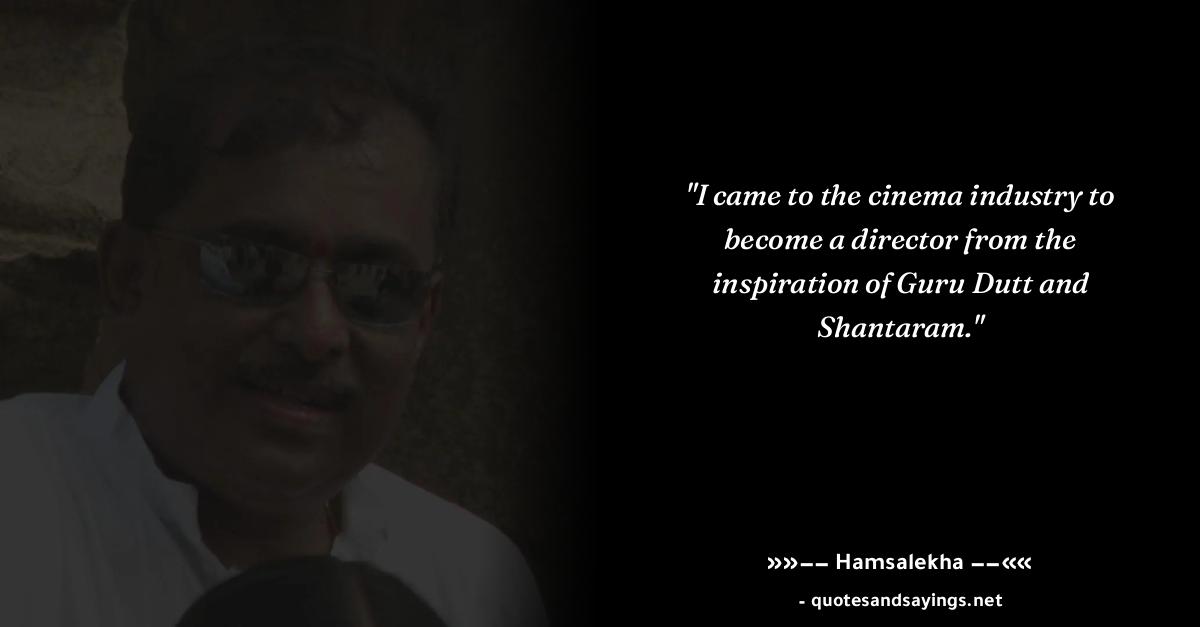 "I came to the cinema industry to
become a director from the
inspiration of Guru Dutt and
Shantaram."
»»−− Hamsalekha −−««
- quotesandsayings.net